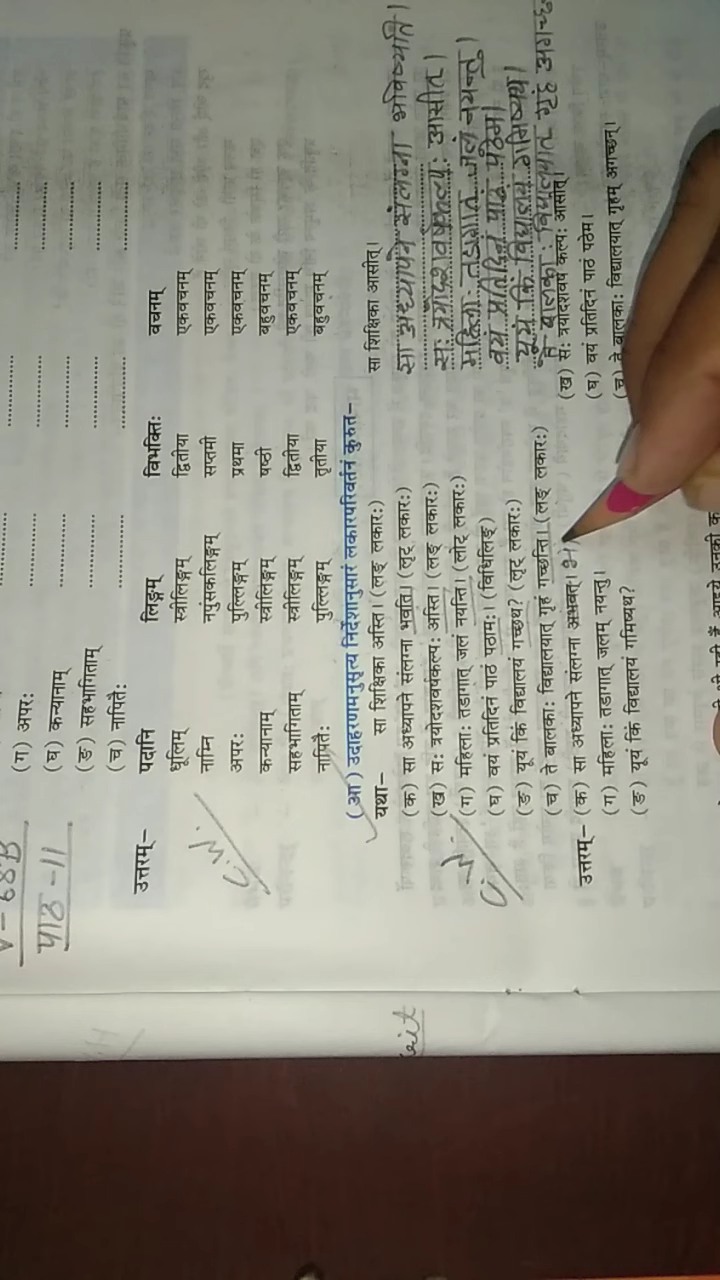 V-68B
पाठ -11
(ग) अपर: ............ ............ ............
(घ) कन्यानाम् ............ ............ ............
(ङ) सहभागिताम् ............ ............ ............
(च) नापितै: ............ ............ ............
उत्तरम्– पदानि लिङ्गम् विभक्ति: वचनम्
धूलिम् स्त्रीलिङ्गम् द्वितीया एकवचनम्
नाम्नि नपुंसकलिङ्गम् सप्तमी एकवचनम्
अपर: पुल्लिङ्गम् प्रथमा एकवचनम्
कन्यानाम् स्त्रीलिङ्गम् षष्ठी बहुवचनम्
सहभागिताम् स्त्रीलिङ्गम् द्वितीया एकवचनम्
नापितै: पुल्लिङ्गम् तृतीया बहुवचनम्
C.W.
(आ) उदाहरणमनुसृत्य निर्देशानुसारं लकारपरिवर्तनं कुरुत–
यथा– सा शिक्षिका अस्ति। (लङ् लकार:) सा शिक्षिका आसीत्।
(क) सा अध्यापने संलग्ना भवति। (लृट् लकार:) सा अध्यापने संलग्ना भविष्यति।
(ख) स: त्रयोदशवर्षकल्प: अस्ति। (लङ् लकार:) स: त्रयोदशवर्षकल्प: आसीत्।
(ग) महिला: तडागात् जलं नयन्ति। (लोट् लकार:) महिला: तडागात् जलं नयन्तु।
(घ) वयं प्रतिदिनं पाठं पठाम:। (विधिलिङ्) वयं प्रतिदिनं पाठं पठेम।
(ङ) यूयं किं विद्यालयं गच्छथ? (लृट् लकार:) यूयं किं विद्यालयं गमिष्यथ।
(च) ते बालका: विद्यालयात् गृहं गच्छन्ति। (लङ् लकार:) ते बालका: विद्यालयात् गृहं अगच्छ
उत्तरम्– (क) सा अध्यापने संलग्ना अभवत्। (ख) स: त्रयोदशवर्ष कल्प: आसीत्।
(ग) महिला: तडागात् जलम् नयन्तु। (घ) वयं प्रतिदिनं पाठं पठेम।
(ङ) यूयं किं विद्यालयं गमिष्यथ? (च) ते बालका: विद्यालयात् गृहम् अगच्छन्।